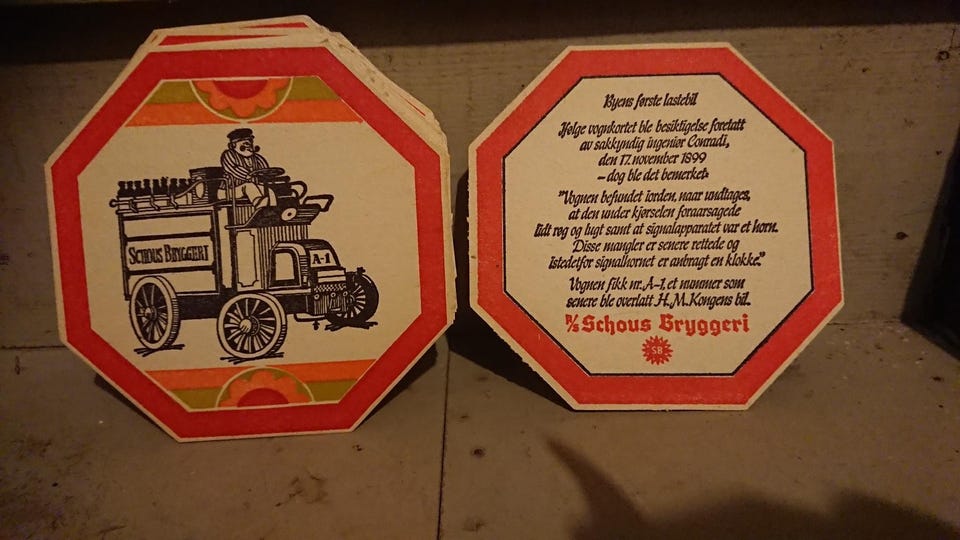 SCHOUS BRYGGERI
A-1
Byens første lastebil
Ifølge vognkortet ble besiktigelse foretatt
av sakkyndig ingeniør Conradi,
den 17. november 1899
- dog ble det bemerket:
"Vognen befundet iorden, naar undtages,
at den under kjørselen foraarsagede
lidt røg og lugt samt at signalapparatet var et horn.
Disse mangler er senere rettede og
istedetfor signalhornet er anbragt en klokke."
Vognen fikk nr. A-1, et nummer som
senere ble overlatt H.M. Kongens bil.
A/S Schous Bryggeri
SB